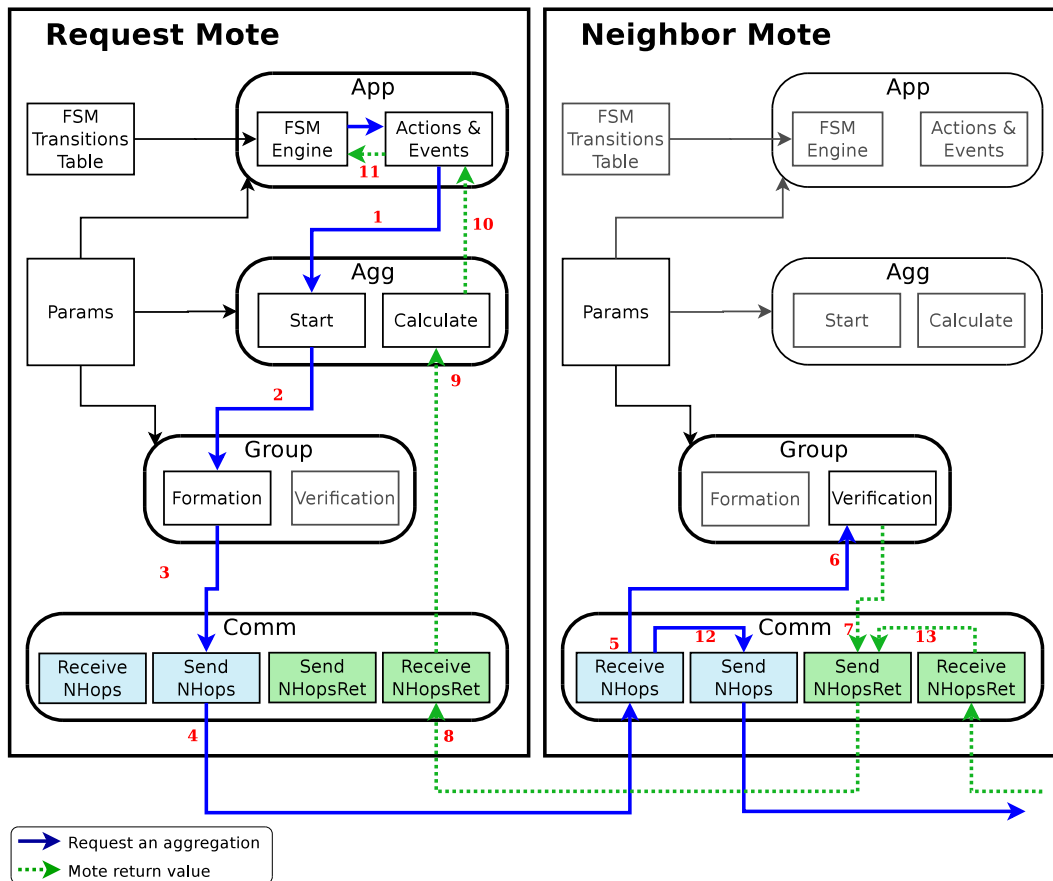 Request Mote
App
FSM
Transitions
Table
FSM
Engine
Actions &
Events
11
1
10
Params
Agg
Start
Calculate
2
9
Group
Formation
Verification
3
Comm
Receive
NHops
Send
NHops
Send
NHopsRet
Receive
NHopsRet
4
8
Neighbor Mote
App
FSM
Transitions
Table
FSM
Engine
Actions &
Events
Params
Agg
Start
Calculate
Group
Formation
Verification
6
Comm
5
12
7
13
Receive
NHops
Send
NHops
Send
NHopsRet
Receive
NHopsRet
Request an aggregation
Mote return value